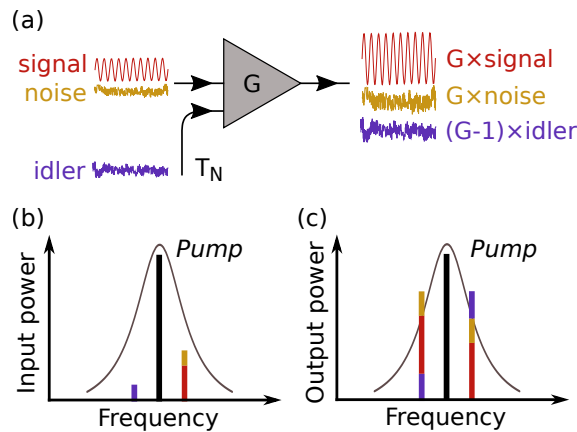 (a)
signal
noise
idler
G
T_N
G×signal
G×noise
(G-1)×idler
(b)
Pump
Input power
Frequency
(c)
Pump
Output power
Frequency